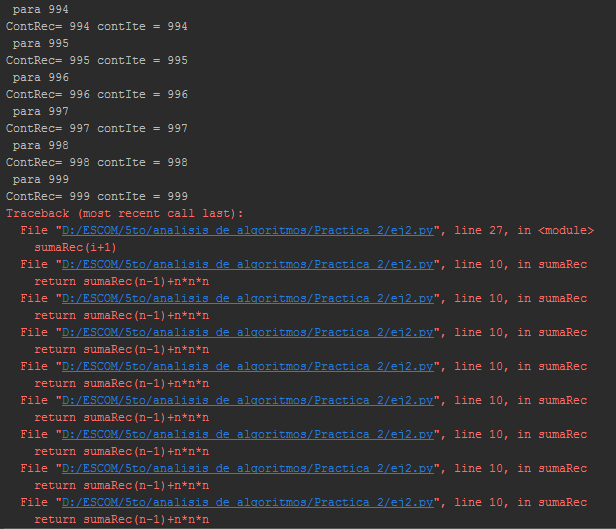 para 994
ContRec= 994 contIte = 994
para 995
ContRec= 995 contIte = 995
para 996
ContRec= 996 contIte = 996
para 997
ContRec= 997 contIte = 997
para 998
ContRec= 998 contIte = 998
para 999
ContRec= 999 contIte = 999
Traceback (most recent call last):
File "D:/ESCOM/5to/analisis de algoritmos/Practica 2/ej2.py", line 27, in <module>
sumaRec(i+1)
File "D:/ESCOM/5to/analisis de algoritmos/Practica 2/ej2.py", line 10, in sumaRec
return sumaRec(n-1)+n*n*n
File "D:/ESCOM/5to/analisis de algoritmos/Practica 2/ej2.py", line 10, in sumaRec
return sumaRec(n-1)+n*n*n
File "D:/ESCOM/5to/analisis de algoritmos/Practica 2/ej2.py", line 10, in sumaRec
return sumaRec(n-1)+n*n*n
File "D:/ESCOM/5to/analisis de algoritmos/Practica 2/ej2.py", line 10, in sumaRec
return sumaRec(n-1)+n*n*n
File "D:/ESCOM/5to/analisis de algoritmos/Practica 2/ej2.py", line 10, in sumaRec
return sumaRec(n-1)+n*n*n
File "D:/ESCOM/5to/analisis de algoritmos/Practica 2/ej2.py", line 10, in sumaRec
return sumaRec(n-1)+n*n*n
File "D:/ESCOM/5to/analisis de algoritmos/Practica 2/ej2.py", line 10, in sumaRec
return sumaRec(n-1)+n*n*n
File "D:/ESCOM/5to/analisis de algoritmos/Practica 2/ej2.py", line 10, in sumaRec
return sumaRec(n-1)+n*n*n